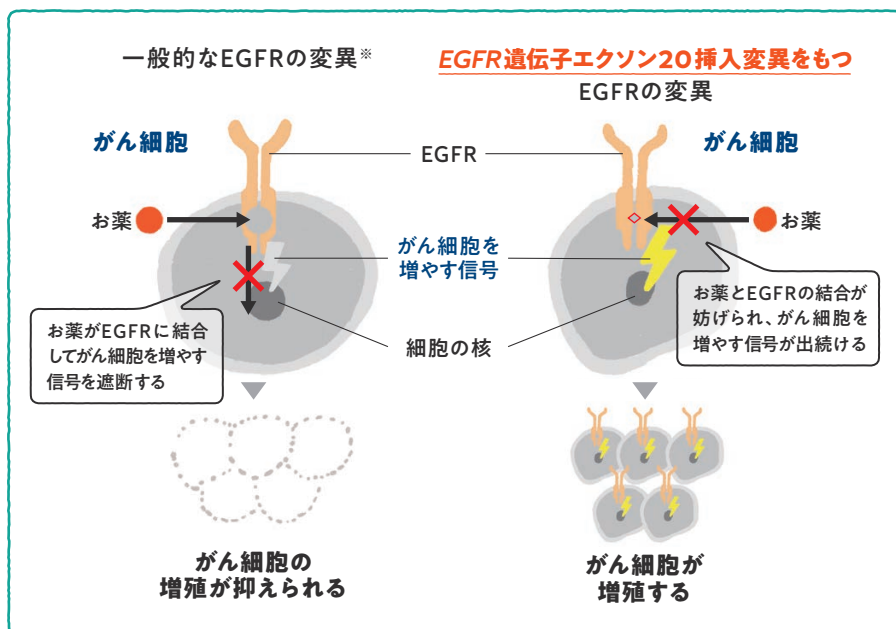 一般的なEGFRの変異※
EGFR遺伝子エクソン20挿入変異をもつ
EGFRの変異
がん細胞
EGFR
がん細胞
お薬
お薬
がん細胞を
増やす信号
お薬がEGFRに結合
してがん細胞を増やす
信号を遮断する
お薬とEGFRの結合が
妨げられ、がん細胞を
増やす信号が出続ける
細胞の核
がん細胞の
増殖が抑えられる
がん細胞が
増殖する